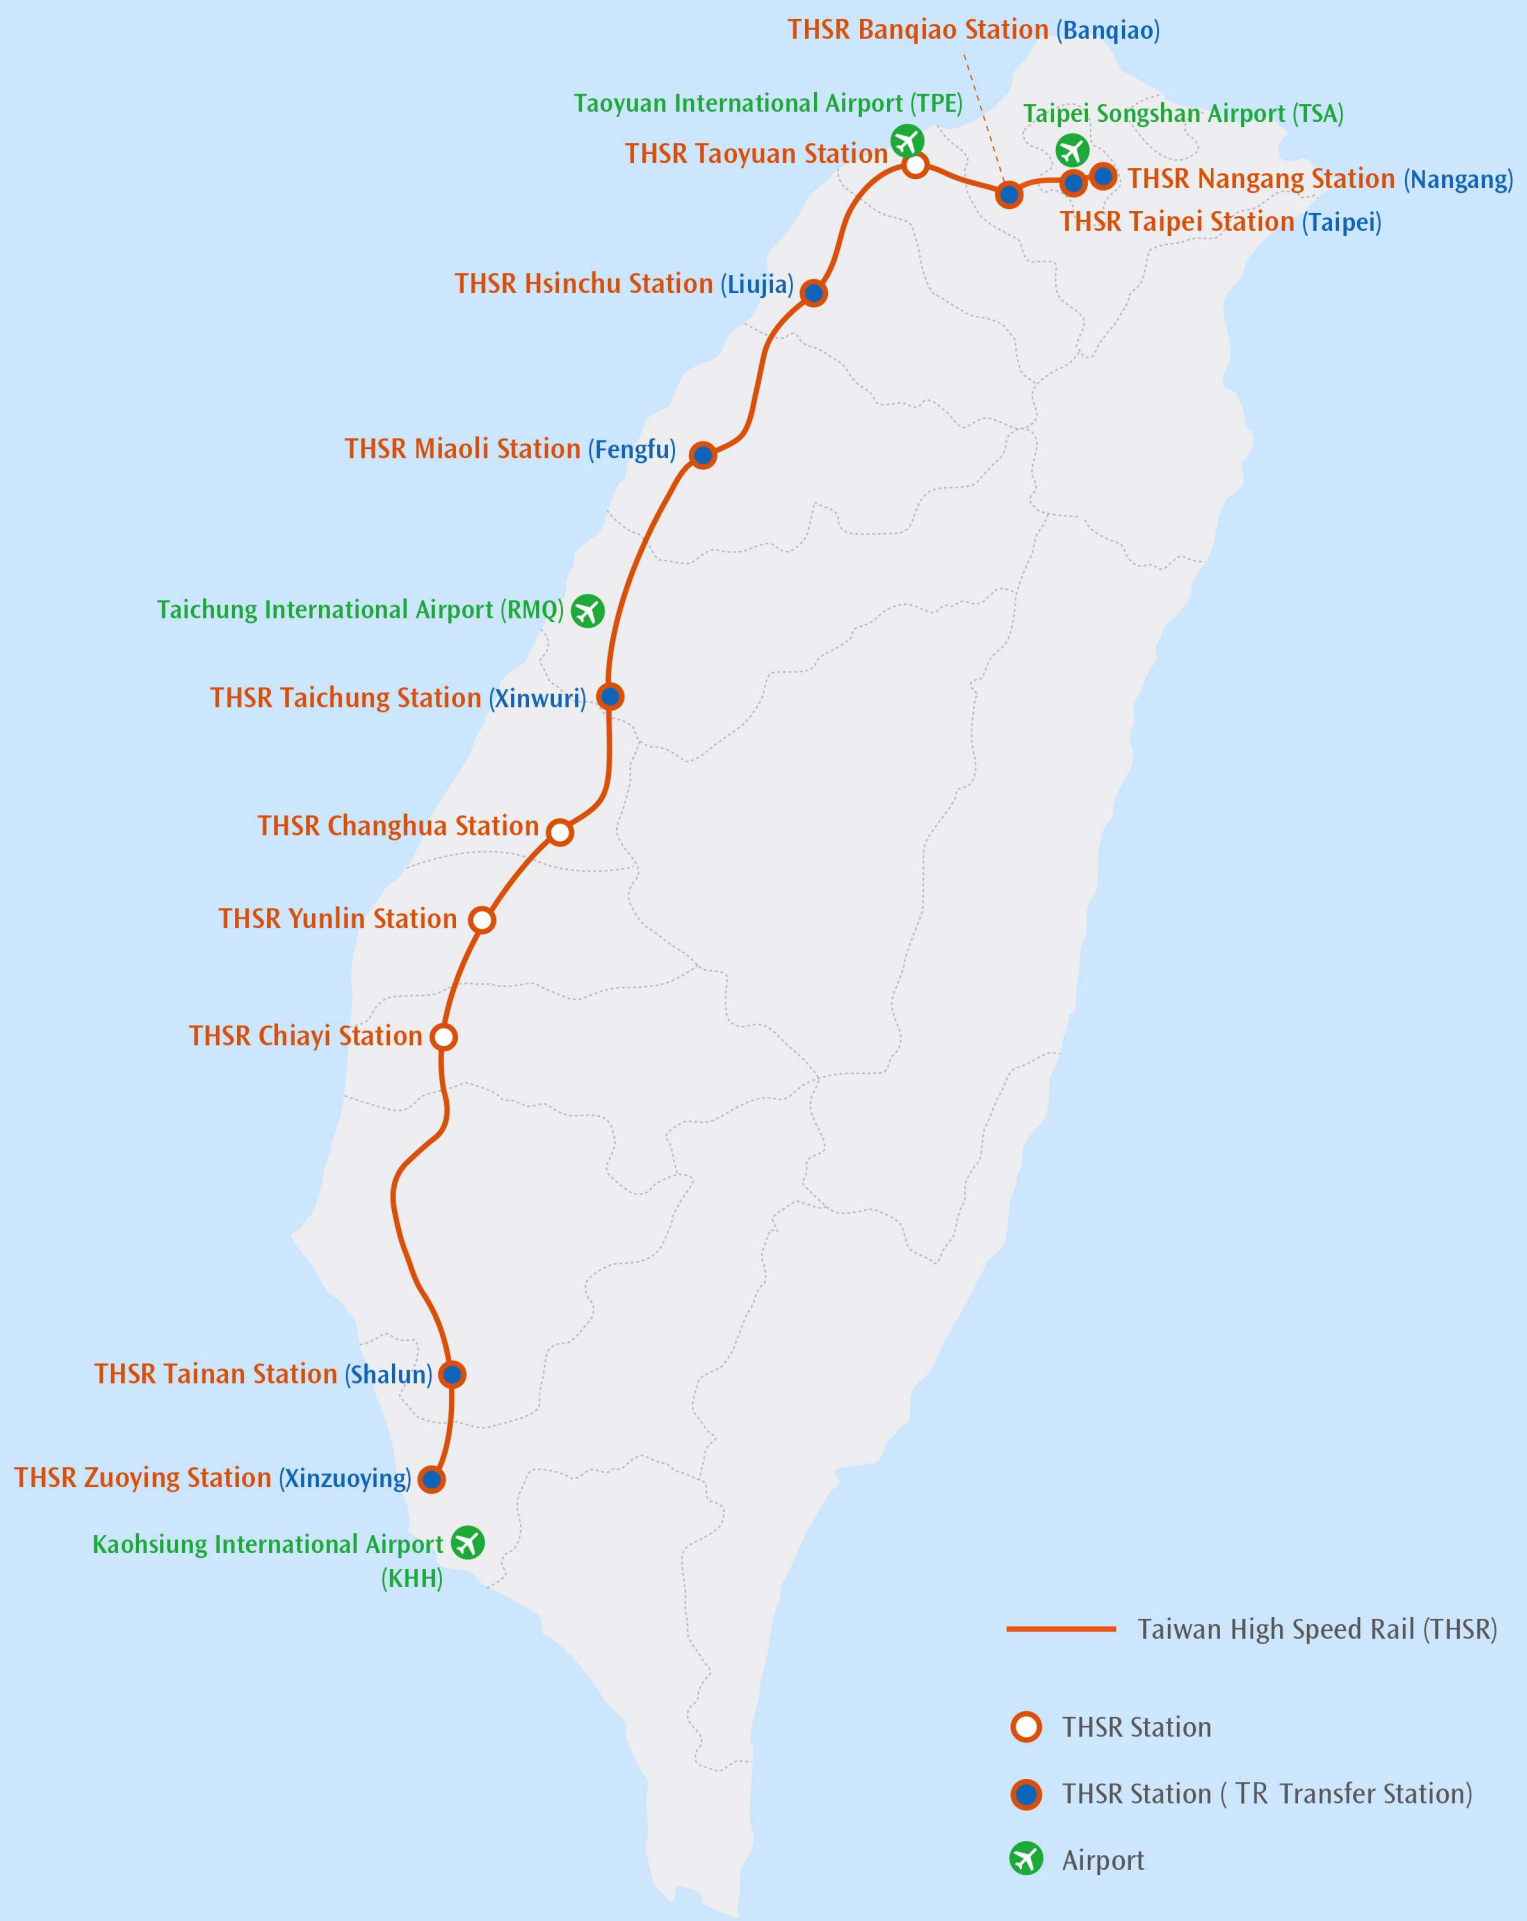 THSR Banqiao Station (Banqiao)
Taoyuan International Airport (TPE)
Taipei Songshan Airport (TSA)
THSR Taoyuan Station
THSR Nangang Station (Nangang)
THSR Taipei Station (Taipei)
THSR Hsinchu Station (Liujia)
THSR Miaoli Station (Fengfu)
Taichung International Airport (RMQ)
THSR Taichung Station (Xinwuri)
THSR Changhua Station
THSR Yunlin Station
THSR Chiayi Station
THSR Tainan Station (Shalun)
THSR Zuoying Station (Xinzuoying)
Kaohsiung International Airport
(KHH)
Taiwan High Speed Rail (THSR)
THSR Station
THSR Station ( TR Transfer Station)
Airport